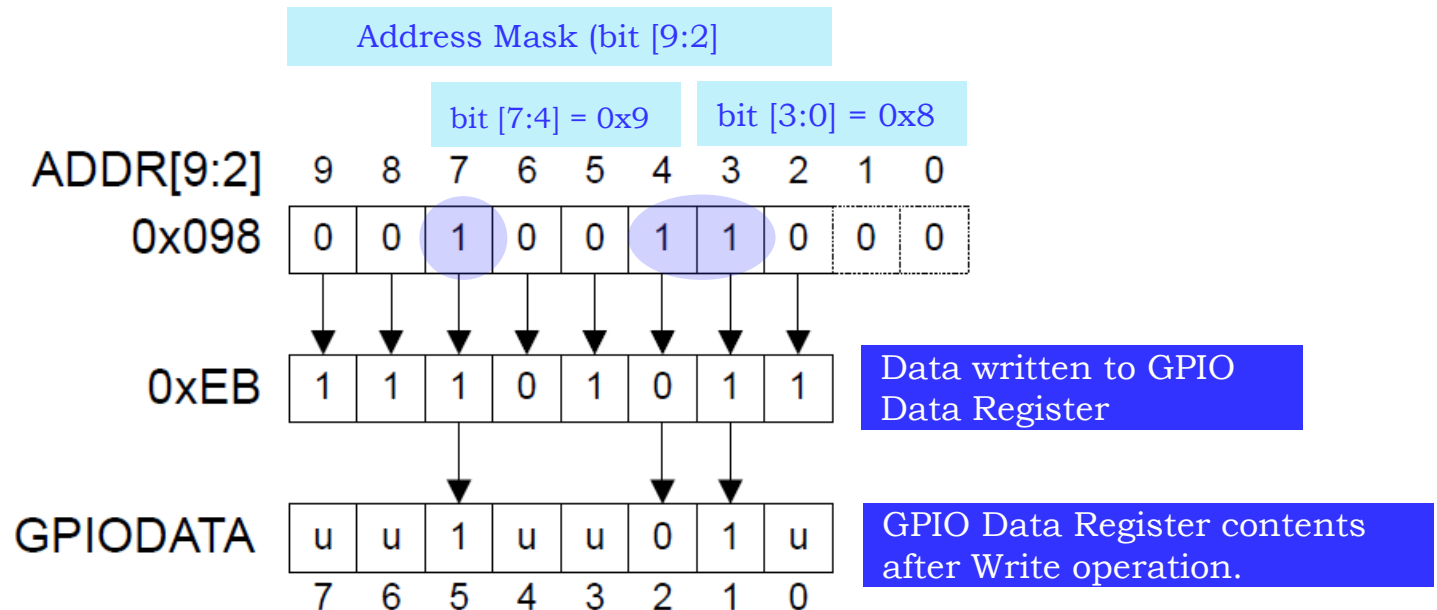 Address Mask (bit [9:2]
bit [7:4] = 0x9 bit [3:0] = 0x8
ADDR[9:2] 9 8 7 6 5 4 3 2 1 0
0x098 0 0 1 0 0 1 1 0 0 0
0xEB 1 1 1 0 1 0 1 1
Data written to GPIO
Data Register
GPIODATA u u 1 u u 0 1 u
7 6 5 4 3 2 1 0
GPIO Data Register contents
after Write operation.